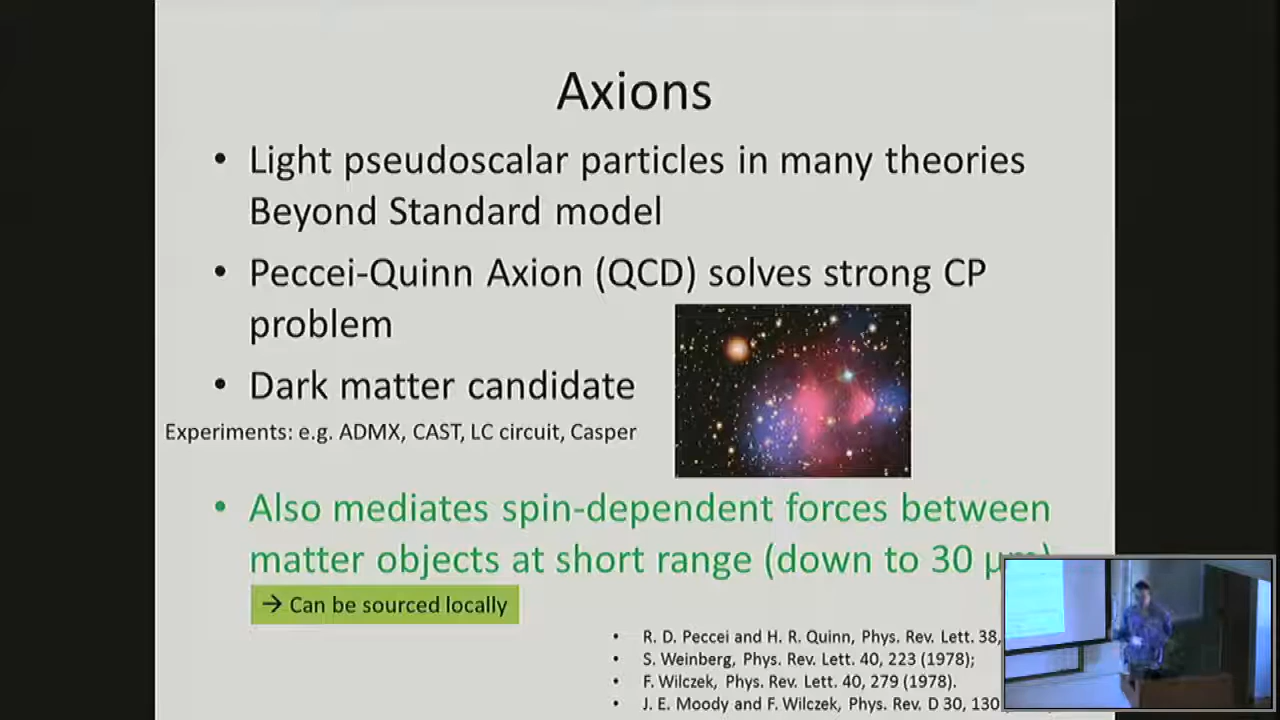 Axions
• Light pseudoscalar particles in many theories
Beyond Standard model
• Peccei-Quinn Axion (QCD) solves strong CP
problem
• Dark matter candidate
Experiments: e.g. ADMX, CAST, LC circuit, Casper
• Also mediates spin-dependent forces between
matter objects at short range (down to 30 μm)
→ Can be sourced locally
• R. D. Peccei and H. R. Quinn, Phys. Rev. Lett. 38,
• S. Weinberg, Phys. Rev. Lett. 40, 223 (1978);
• F. Wilczek, Phys. Rev. Lett. 40, 279 (1978).
• J. E. Moody and F. Wilczek, Phys. Rev. D 30, 130